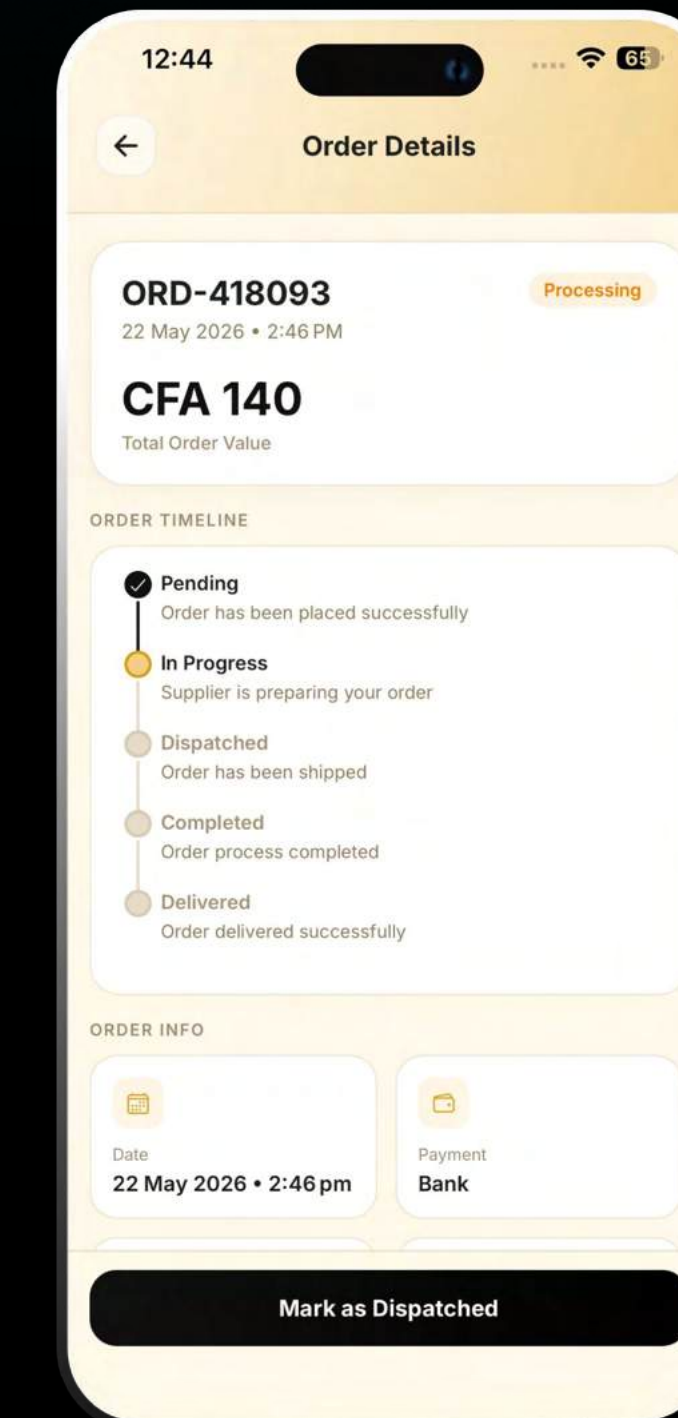 12:44
65
Order Details
ORD-418093
Processing
22 May 2026 • 2:46 PM
CFA 140
Total Order Value
ORDER TIMELINE
Pending
Order has been placed successfully
In Progress
Supplier is preparing your order
Dispatched
Order has been shipped
Completed
Order process completed
Delivered
Order delivered successfully
ORDER INFO
Date
22 May 2026 • 2:46 pm
Payment
Bank
Mark as Dispatched